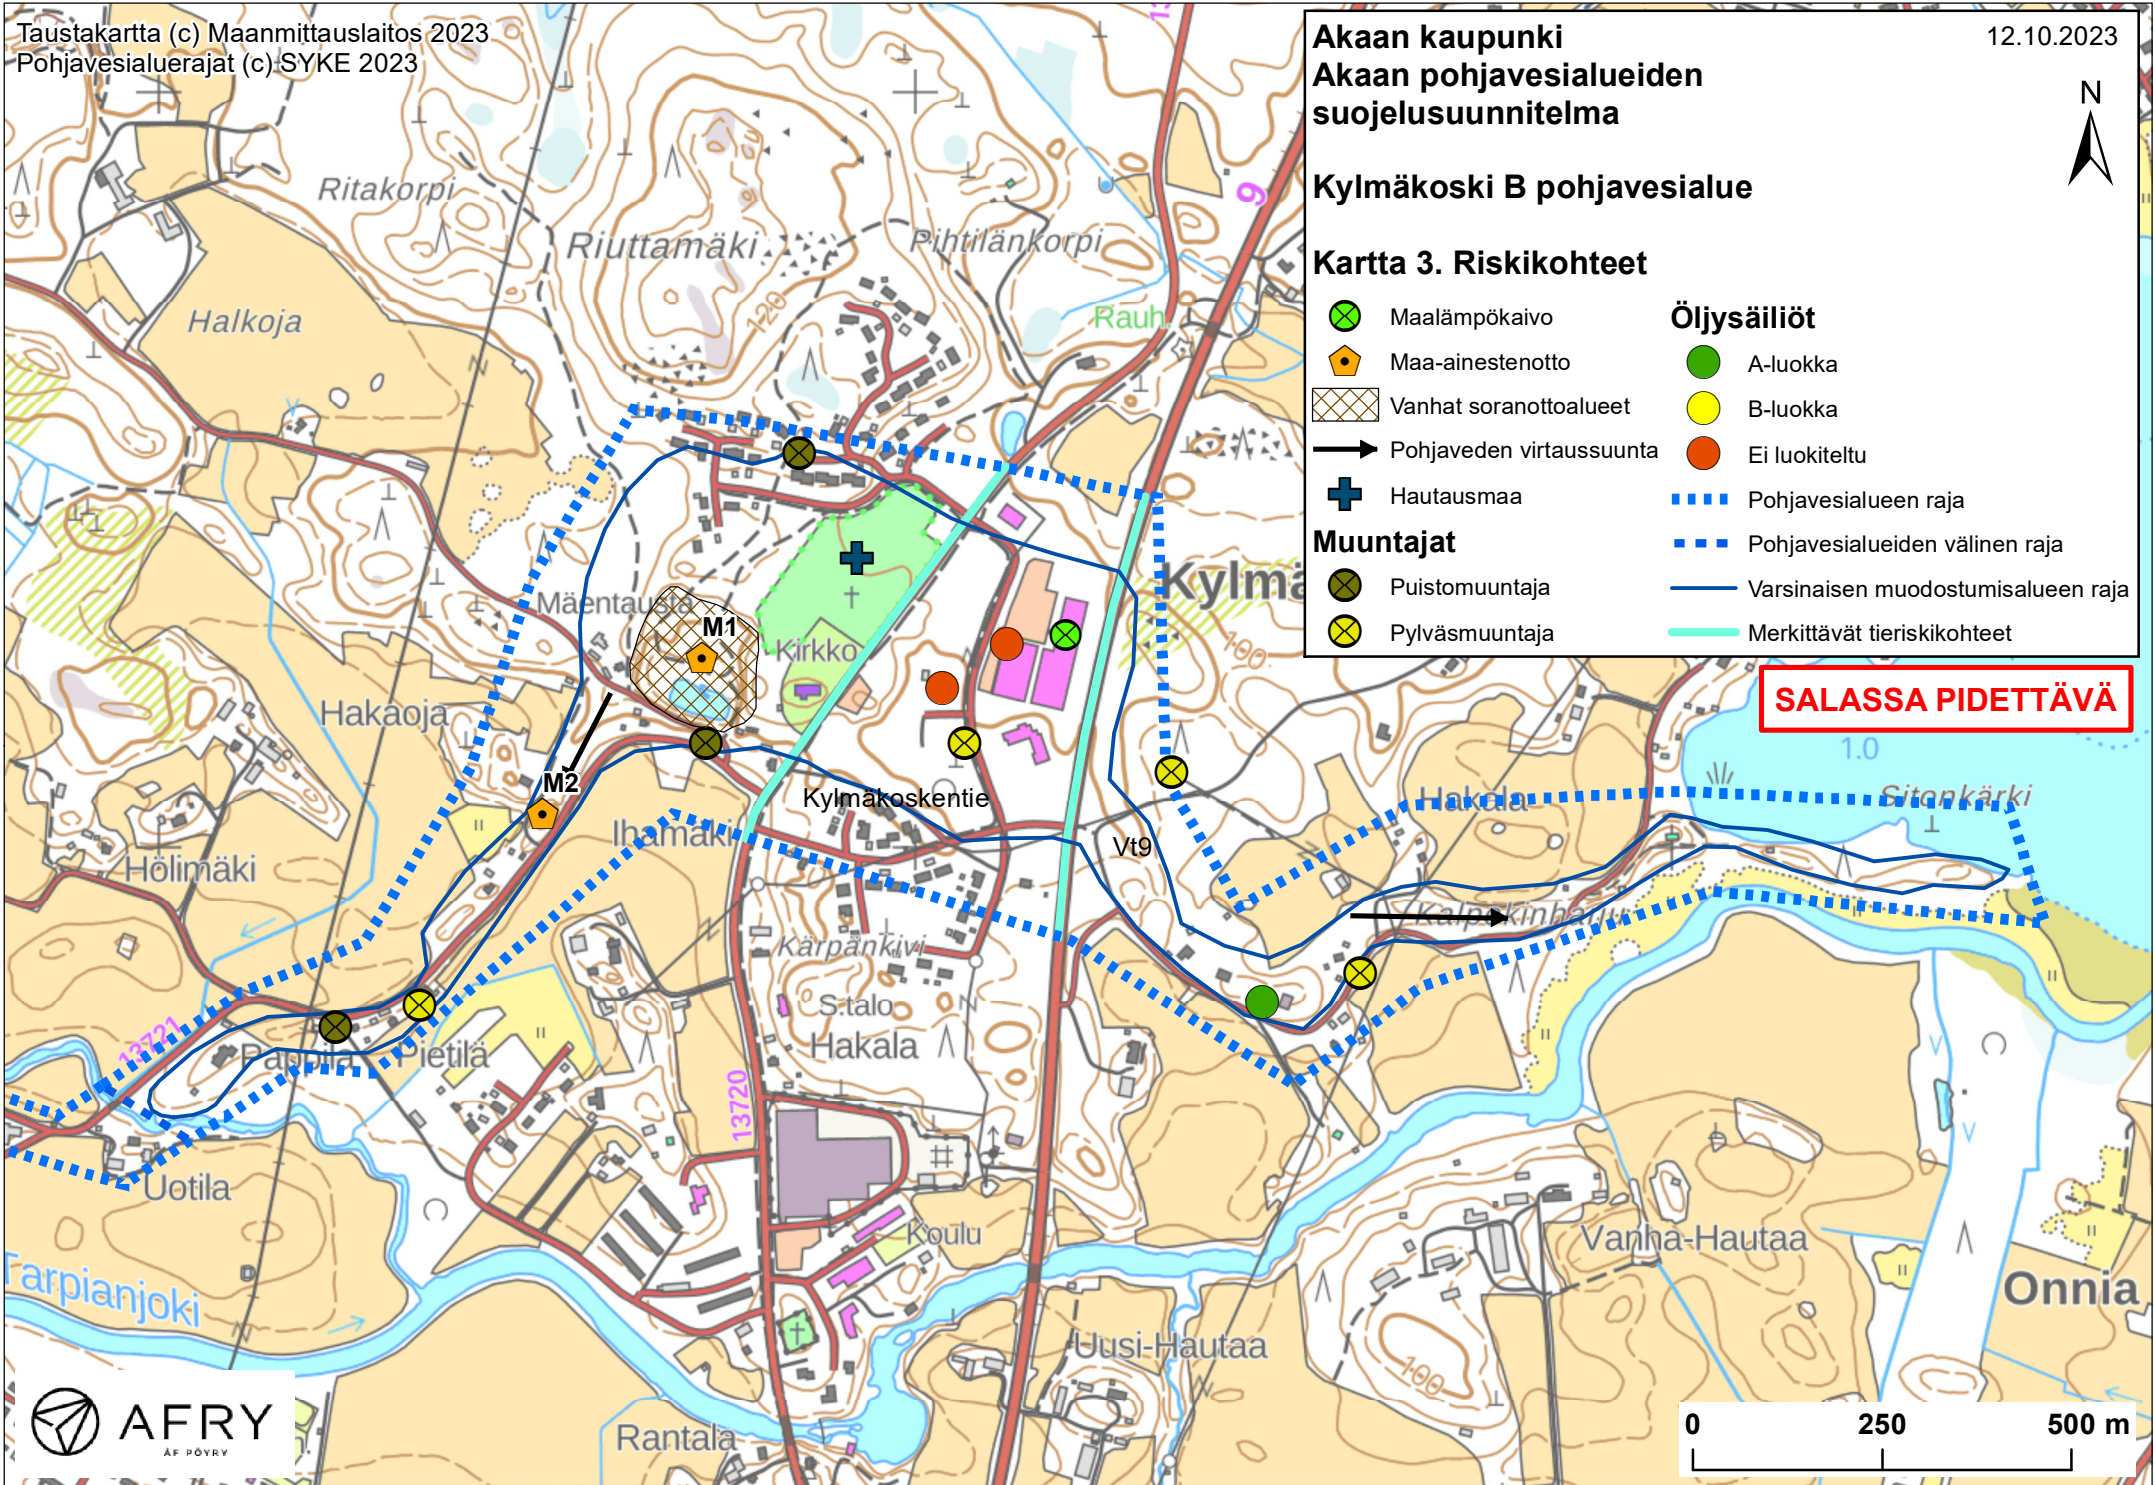 Taustakartta (c) Maanmittauslaitos 2023
Pohjavesialuerajat (c) SYKE 2023
Akaan kaupunki
12.10.2023
Akaan pohjavesialueiden
suojelusuunnitelma
N
Kylmäkoski B pohjavesialue
Kartta 3. Riskikohteet
Maalämpökaivo
Maa-ainestenotto
Vanhat soranottoalueet
Pohjaveden virtaussuunta
Hautausmaa
Muuntajat
Puistomuuntaja
Pylväsmuuntaja
Öljysäiliöt
A-luokka
B-luokka
Ei luokiteltu
Pohjavesialueen raja
Pohjavesialueiden välinen raja
Varsinaisen muodostumisalueen raja
Merkittävät tieriskikohteet
SALASSA PIDETTÄVÄ
Ritakorpi
Riuttamäki
Pihtilänkorpi
9
Halkoja
120
Rauh.
Mäentausta
M1
Kirkko
Kylmä
100
Hakaoja
M2
1.0
Sitonkärki
Kylmäkoskentie
Hakala
Ihamäki
Vt9
Hölimäki
Kärpänkivi
S.talo
Hakala
13721
Pietilä
13720
Uotila
Koulu
Vanha-Hautaa
Onnia
Tarpianjoki
Uusi-Hautaa
100
Rantala
AFRY
ÅF PÖYRY
0 250 500 m